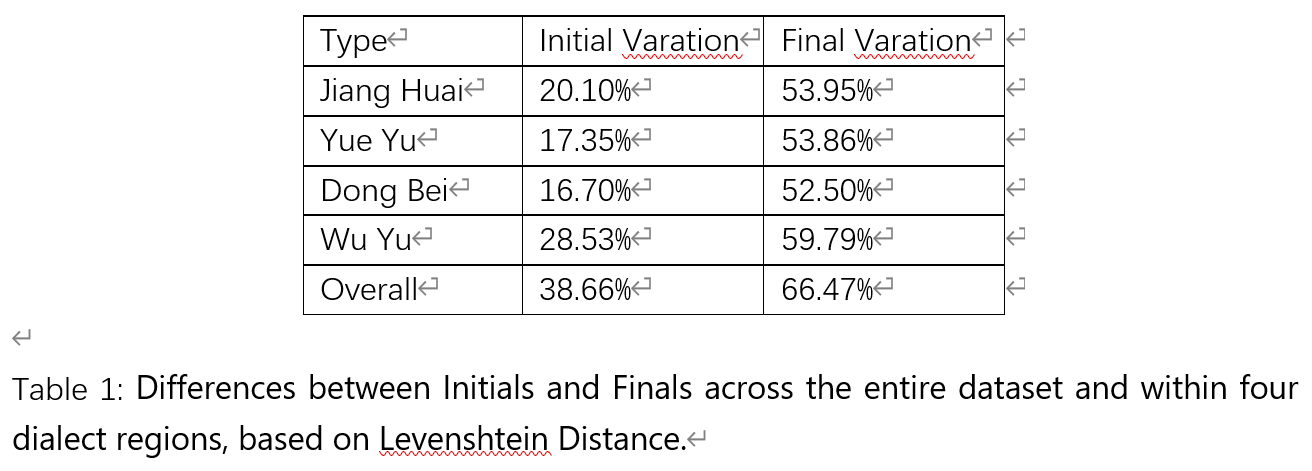 Type Initial Varation Final Varation
Jiang Huai 20.10% 53.95%
Yue Yu 17.35% 53.86%
Dong Bei 16.70% 52.50%
Wu Yu 28.53% 59.79%
Overall 38.66% 66.47%
Table 1: Differences between Initials and Finals across the entire dataset and within four
dialect regions, based on Levenshtein Distance.